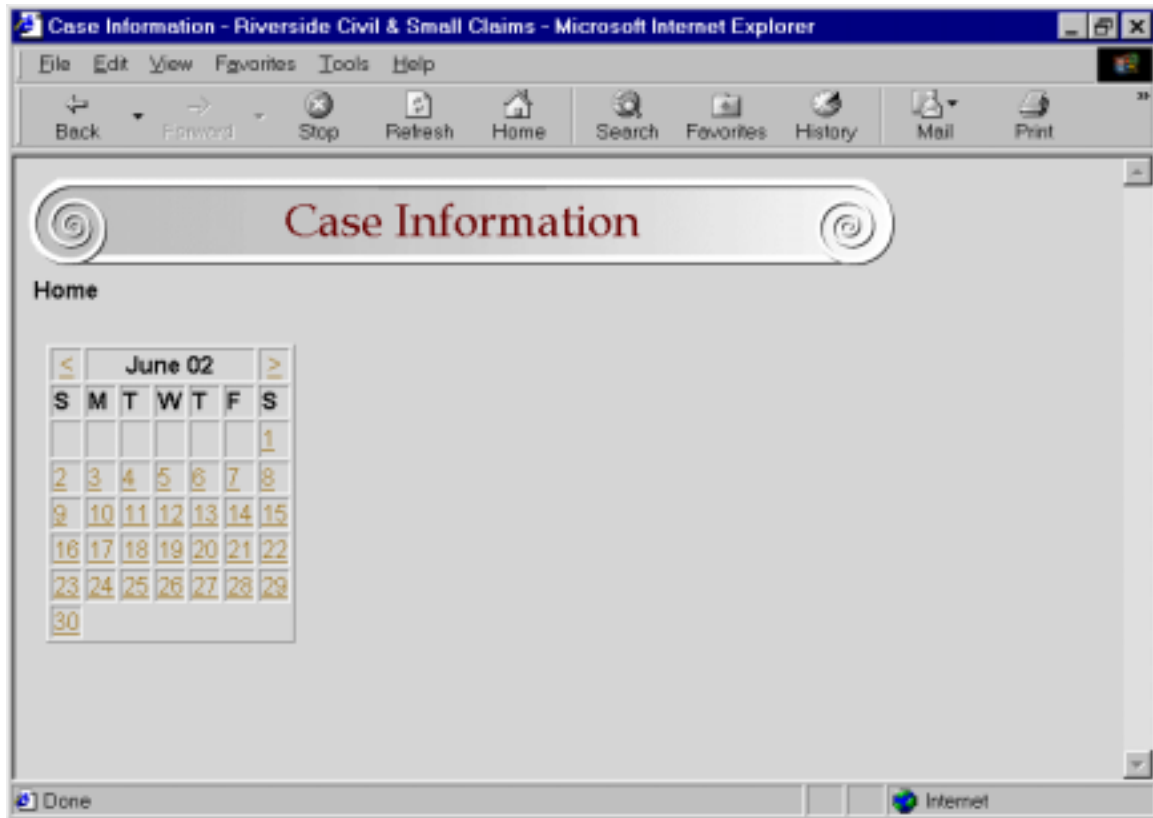 Case Information - Riverside Civil & Small Claims - Microsoft Internet Explorer
File Edit View Favorites Tools Help
Back Forward Stop Refresh Home Search Favorites History Mail Print »
Case Information
Home
< June 02 >
S M T W T F S
1
2 3 4 5 6 7 8
9 10 11 12 13 14 15
16 17 18 19 20 21 22
23 24 25 26 27 28 29
30
Done Internet